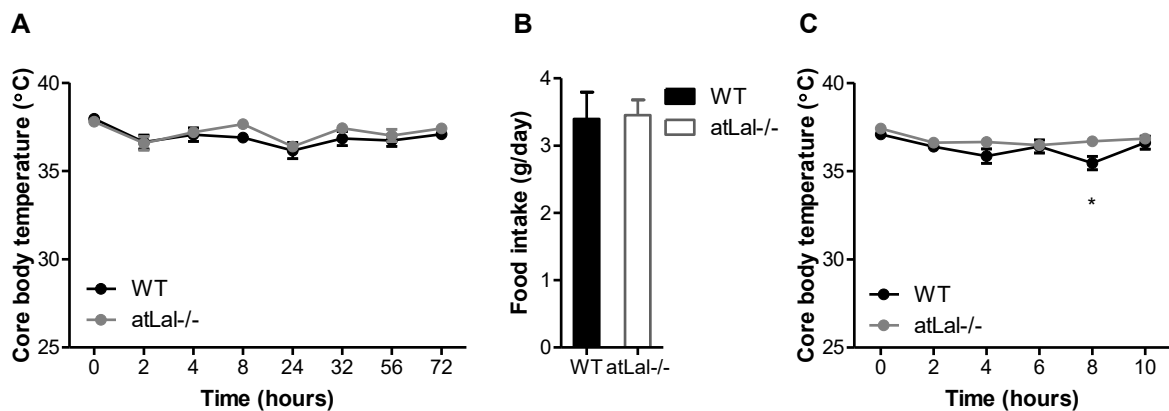 A
Core body temperature (°C)
40
35
30
25
WT
atLal-/-
0 2 4 8 24 32 56 72
Time (hours)
B
Food intake (g/day)
4
3
2
1
0
WT
atLal-/-
WT atLal-/-
C
Core body temperature (°C)
40
35
30
25
*
WT
atLal-/-
0 2 4 6 8 10
Time (hours)